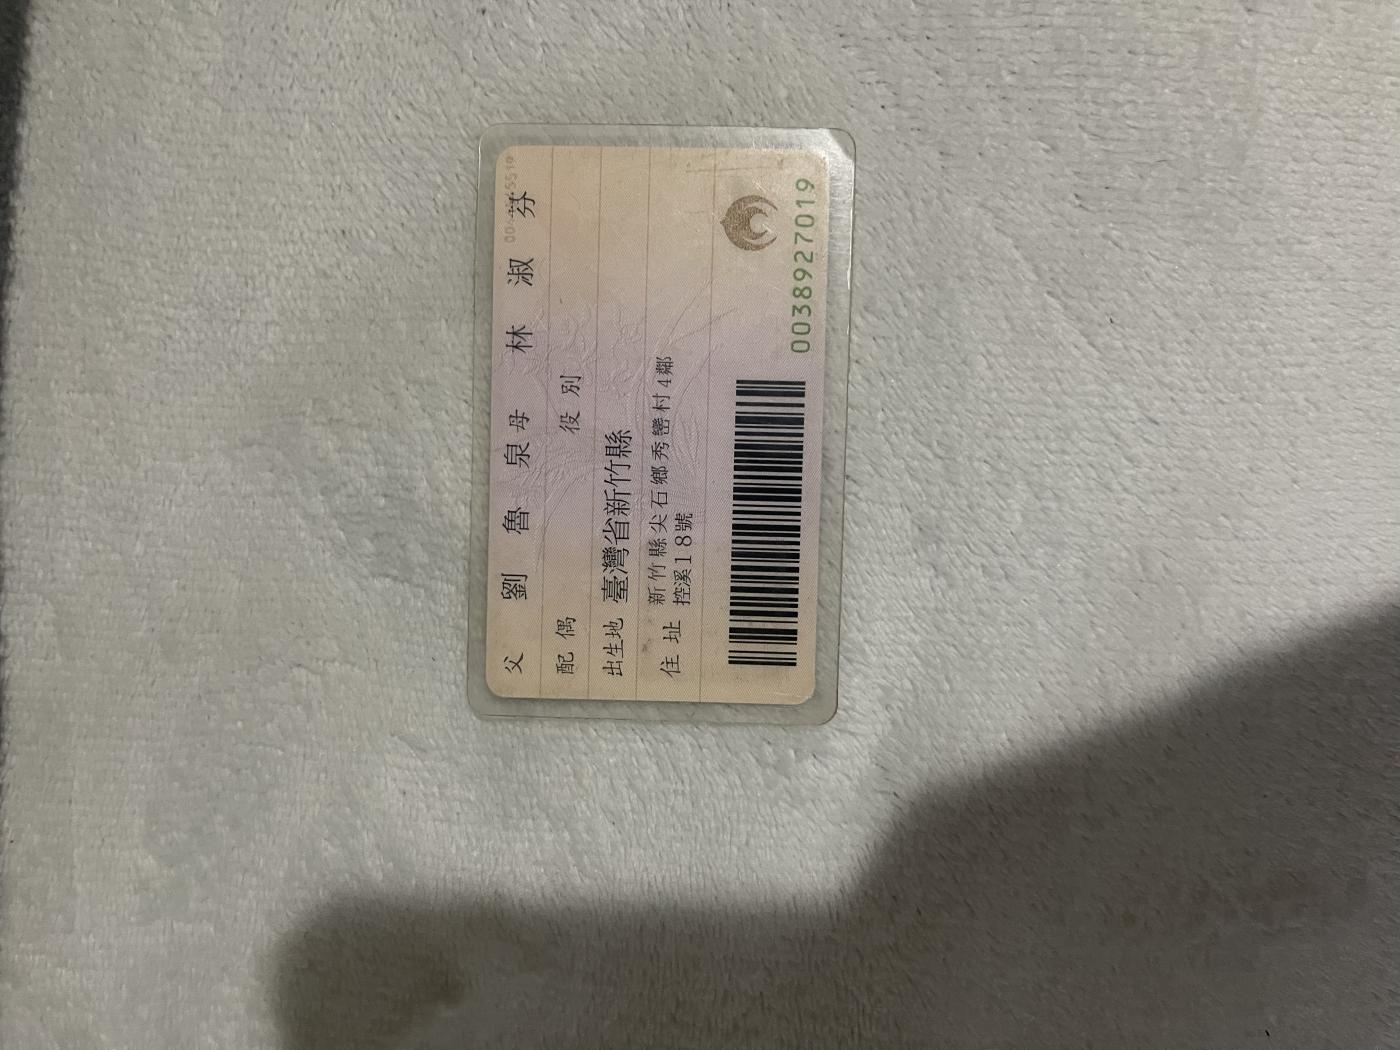 父 劉 魯 泉 母 林 淑 芬
配偶 役別
出生地 臺灣省新竹縣
住址 新竹縣尖石鄉秀巒村4鄰
控溪18號
0038927019